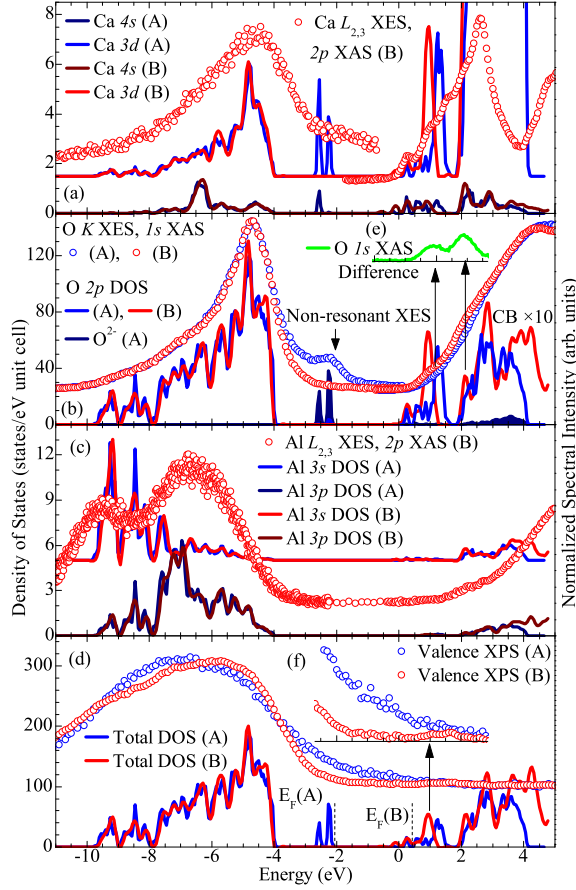 Ca 4s (A)
Ca 3d (A)
Ca 4s (B)
Ca 3d (B)
Ca L2,3 XES,
2p XAS (B)
8
6
4
2
0
(a)
O K XES, 1s XAS
(A), (B)
O 2p DOS
(A), (B)
O2- (A)
(e)
O 1s XAS
Difference
Non-resonant XES
CB ×10
120
80
40
0
(b)
(c)
Al L2,3 XES, 2p XAS (B)
Al 3s DOS (A)
Al 3p DOS (A)
Al 3s DOS (B)
Al 3p DOS (B)
12
9
6
3
0
(d)
(f)
Valence XPS (A)
Valence XPS (B)
Total DOS (A)
Total DOS (B)
EF(A)
EF(B)
300
200
100
0
-10 -8 -6 -4 -2 0 2 4
Energy (eV) Energy (eV)
Density of States (states/eV unit cell)
Normalized Spectral Intensity (arb. units)